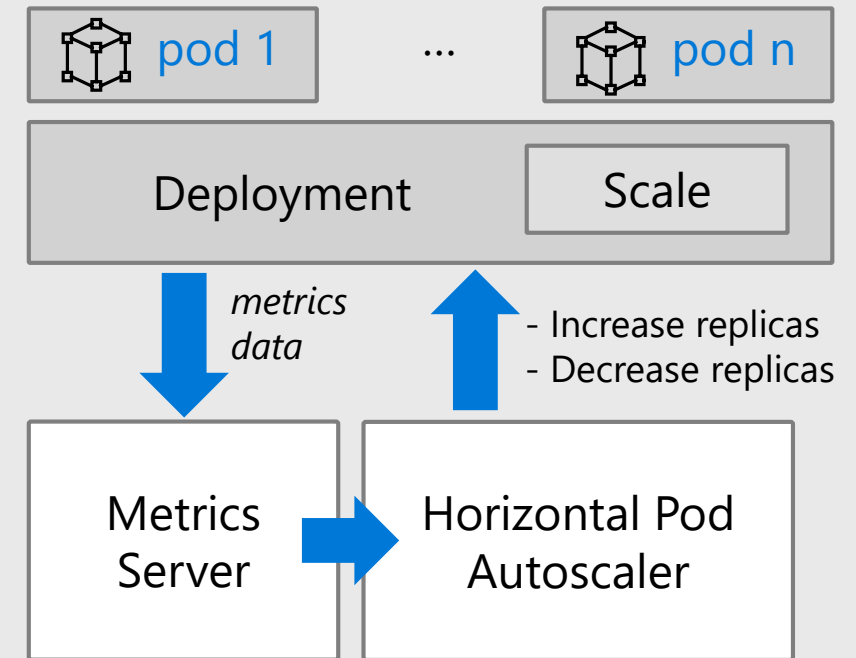 pod 1
...
pod n
Deployment
Scale
metrics
data
- Increase replicas
- Decrease replicas
Metrics
Server
Horizontal Pod
Autoscaler